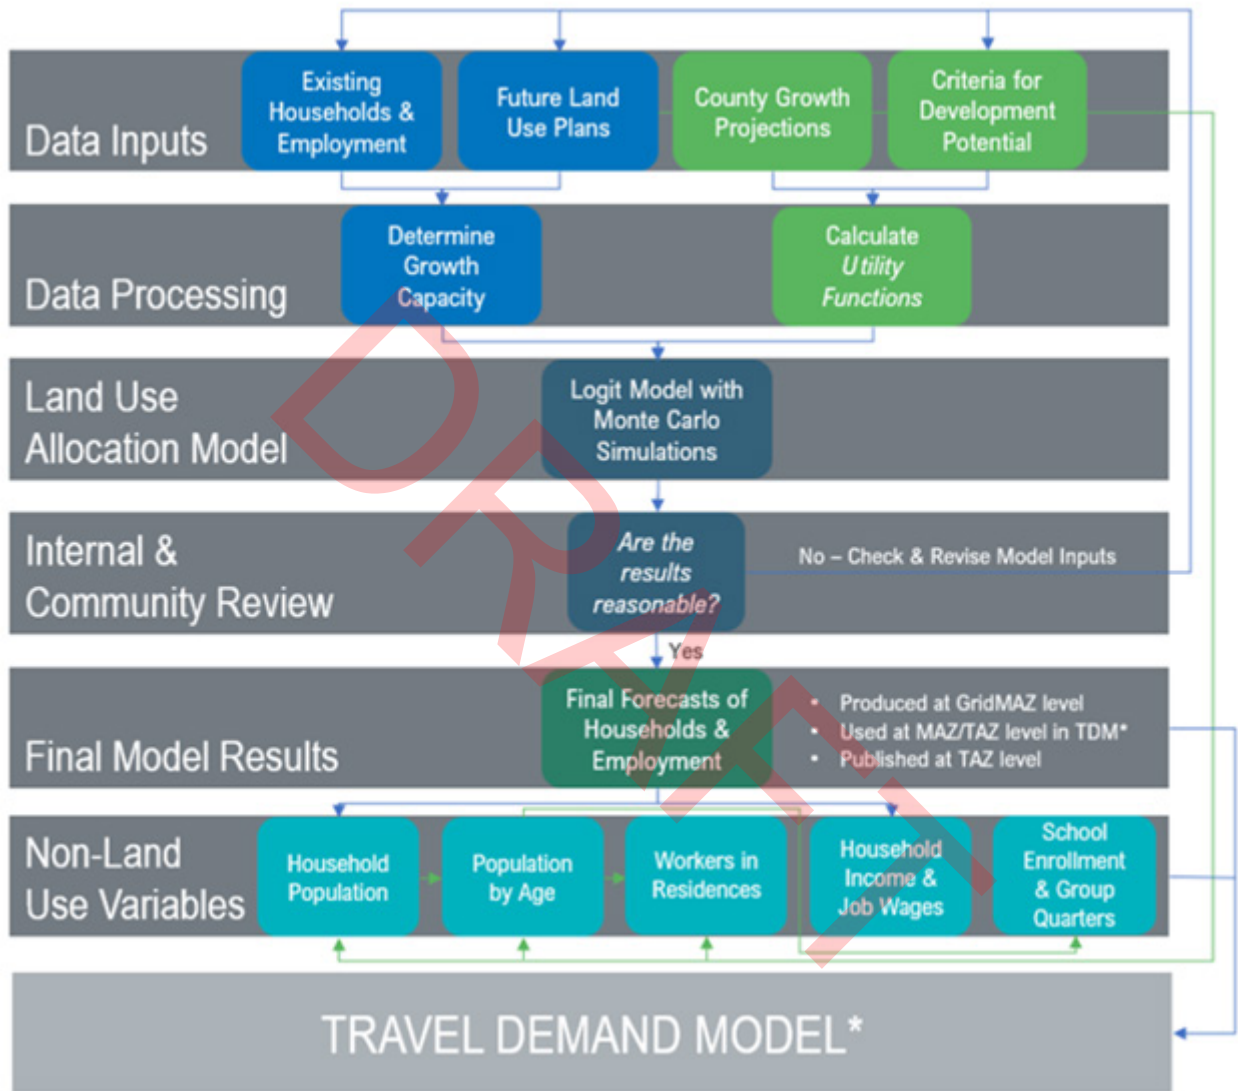 Data Inputs
Existing
Households &
Employment
Future Land
Use Plans
County Growth
Projections
Criteria for
Development
Potential
Data Processing
Determine
Growth
Capacity
Calculate
Utility
Functions
Land Use
Allocation Model
Logit Model with
Monte Carlo
Simulations
Internal &
Community Review
Are the
results
reasonable?
No – Check & Revise Model Inputs
Yes
Final Model Results
Final Forecasts of
Households &
Employment
▪ Produced at GridMAZ level
▪ Used at MAZ/TAZ level in TDM*
▪ Published at TAZ level
Non-Land
Use Variables
Household
Population
Population
by Age
Workers in
Residences
Household
Income &
Job Wages
School
Enrollment
& Group
Quarters
TRAVEL DEMAND MODEL*
DRAFT